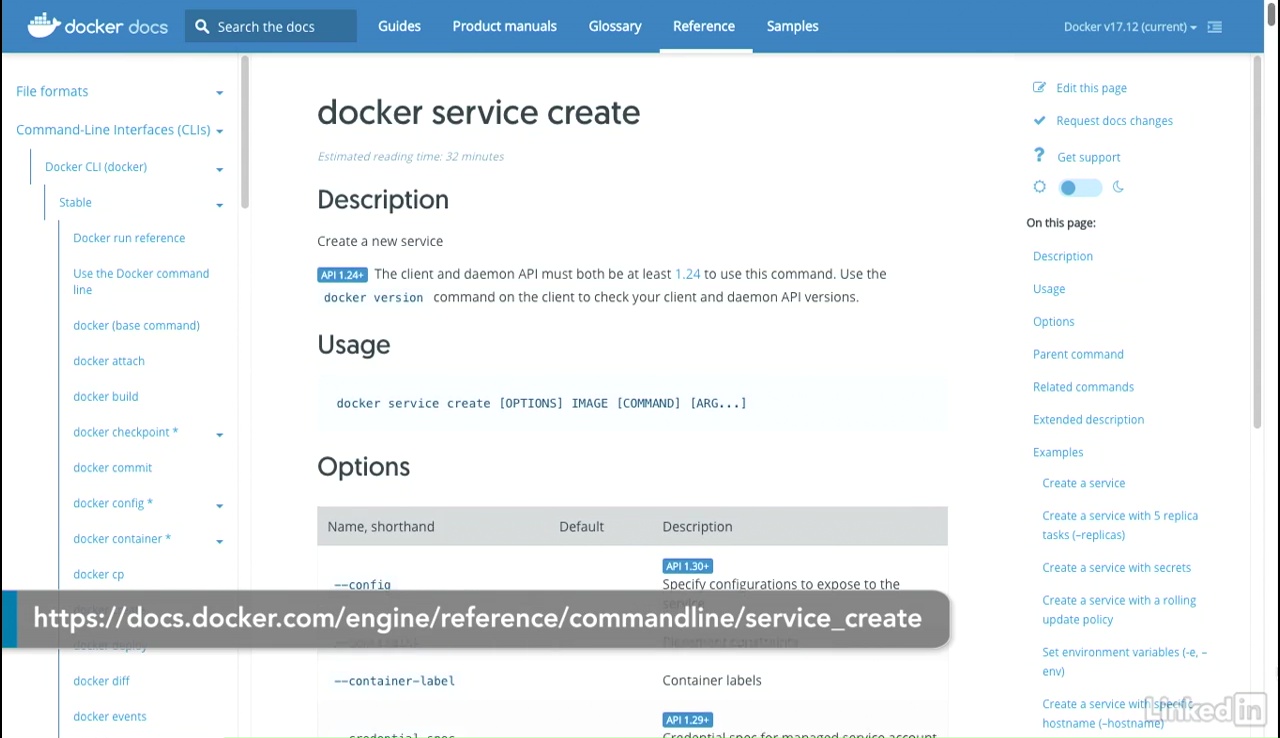 docker docs
Search the docs
Guides
Product manuals
Glossary
Reference
Samples
Docker v17.12 (current)
File formats
Command-Line Interfaces (CLIs)
Docker CLI (docker)
Stable
Docker run reference
Use the Docker command
line
docker (base command)
docker attach
docker build
docker checkpoint *
docker commit
docker config *
docker container *
docker cp
docker deploy
docker diff
docker events
docker service create
Estimated reading time: 32 minutes
Description
Create a new service
API 1.24+ The client and daemon API must both be at least 1.24 to use this command. Use the
docker version command on the client to check your client and daemon API versions.
Usage
docker service create [OPTIONS] IMAGE [COMMAND] [ARG...]
Options
Name, shorthand Default Description
API 1.30+
--config Specify configurations to expose to the
service
https://docs.docker.com/engine/reference/commandline/service_create
--container-label Container labels
API 1.29+
--credential-spec Credential spec for managed service account
Edit this page
Request docs changes
Get support
On this page:
Description
Usage
Options
Parent command
Related commands
Extended description
Examples
Create a service
Create a service with 5 replica
tasks (–replicas)
Create a service with secrets
Create a service with a rolling
update policy
Set environment variables (-e, –
env)
Create a service with specific
hostname (–hostname)
Linked in